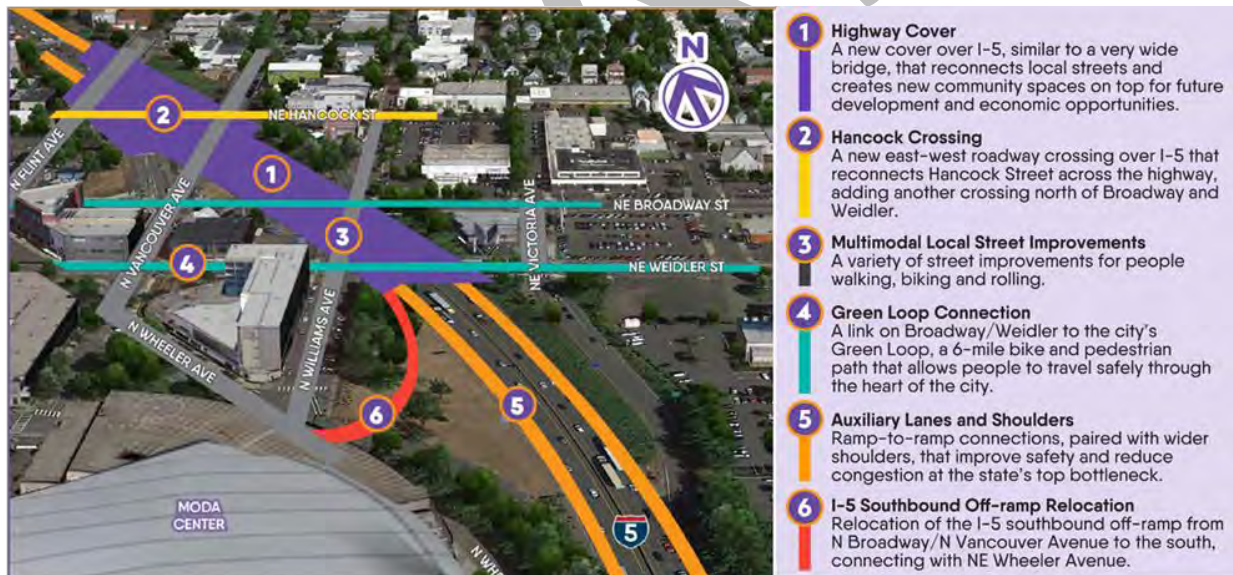 N
2
NE HANCOCK ST
N FLINT AVE
1
N VANCOUVER AVE
NE BROADWAY ST
3
NE VICTORIA AVE
4
NE WEIDLER ST
N WHEELER AVE
N WILLIAMS AVE
6
5
MODA
CENTER
5
1
Highway Cover
A new cover over I-5, similar to a very wide
bridge, that reconnects local streets and
creates new community spaces on top for future
development and economic opportunities.
2
Hancock Crossing
A new east-west roadway crossing over I-5 that
reconnects Hancock Street across the highway,
adding another crossing north of Broadway and
Weidler.
3
Multimodal Local Street Improvements
A variety of street improvements for people
walking, biking and rolling.
4
Green Loop Connection
A link on Broadway/Weidler to the city's
Green Loop, a 6-mile bike and pedestrian
path that allows people to travel safely through
the heart of the city.
5
Auxiliary Lanes and Shoulders
Ramp-to-ramp connections, paired with wider
shoulders, that improve safety and reduce
congestion at the state's top bottleneck.
6
I-5 Southbound Off-ramp Relocation
Relocation of the I-5 southbound off-ramp from
N Broadway/N Vancouver Avenue to the south,
connecting with NE Wheeler Avenue.